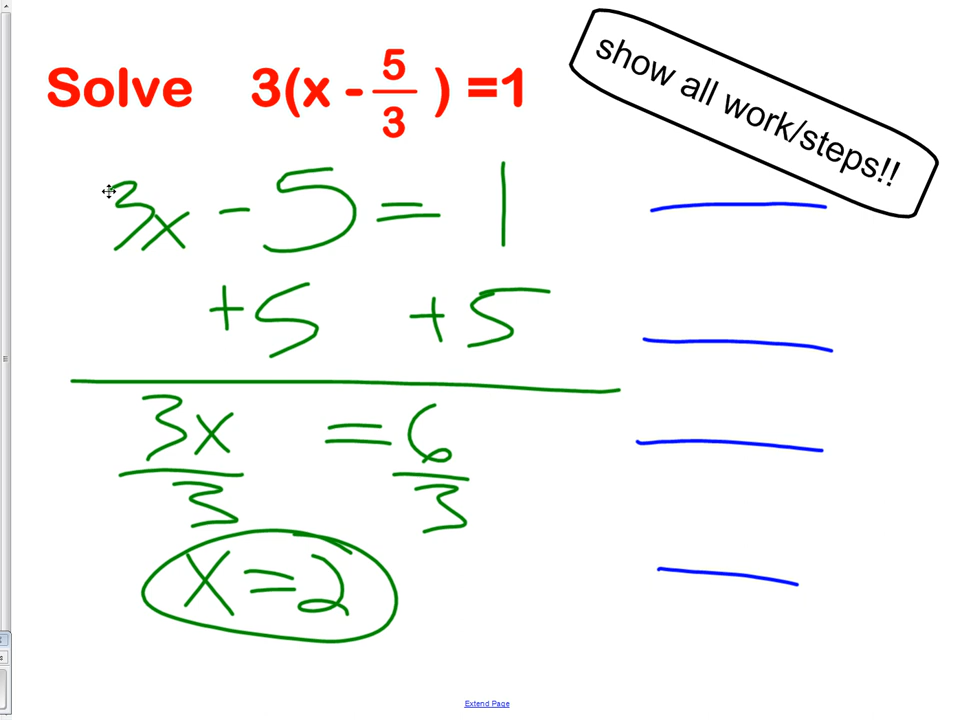 Solve 3(x - 5/3 ) =1
show all work/steps!!
3x - 5 = 1
+5 +5
3x = 6
3 3
x = 2
Extend Page